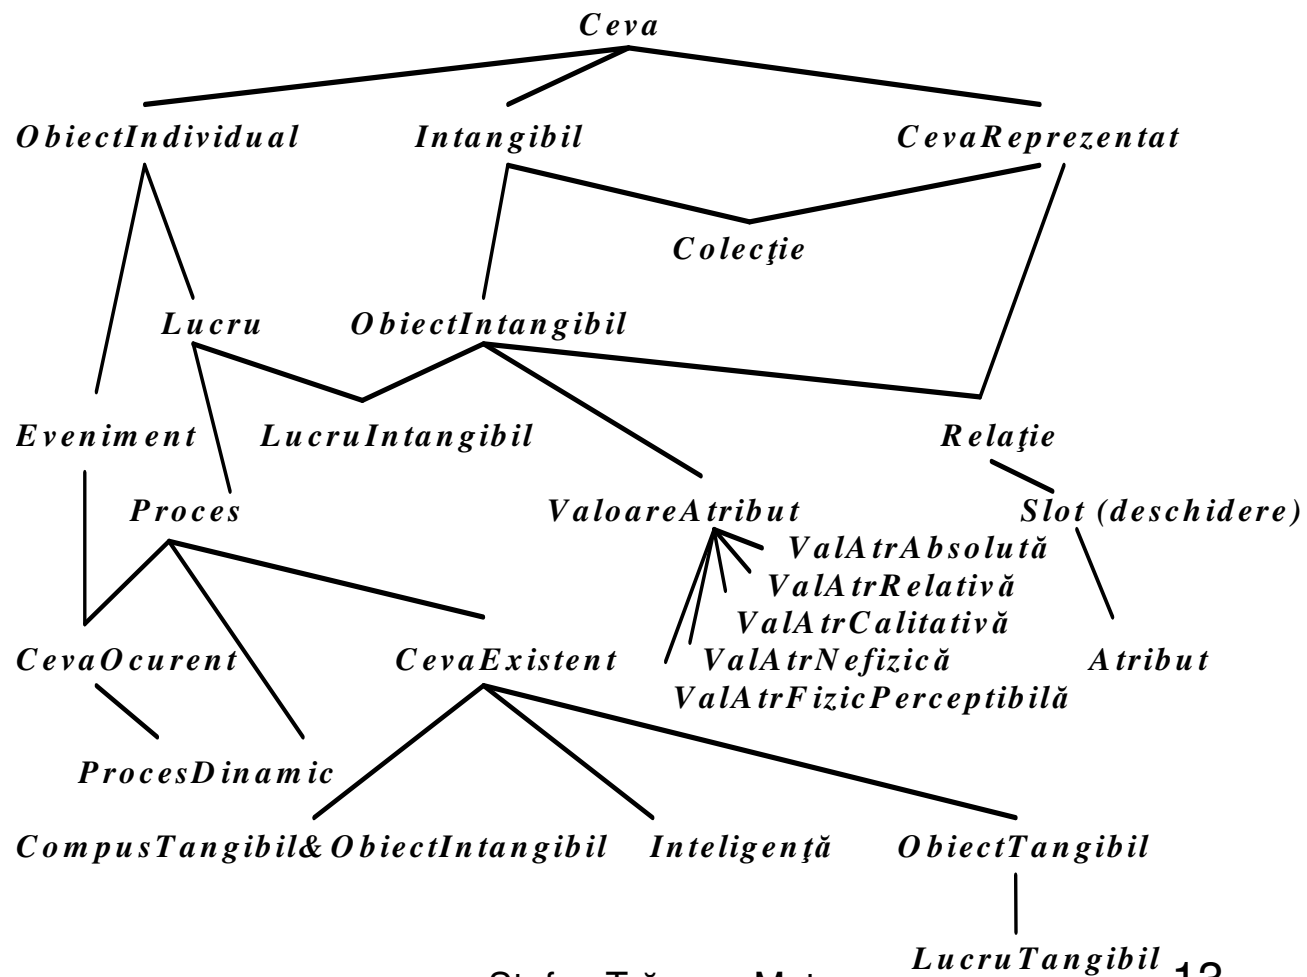 Ceva
ObiectIndividual Intangibil CevaReprezentat
Colecţie
Lucru ObiectIntangibil
Eveniment LucruIntangibil Relaţie
Proces ValoareAtribut Slot (deschidere)
ValAtrAbsolută
ValAtrRelativă
ValAtrCalitativă
CevaOcurent CevaExistent ValAtrNefizică Atribut
ValAtrFizicPerceptibilă
ProcesDinamic
CompusTangibil&ObiectIntangibil Inteligenţă ObiectTangibil
LucruTangibil